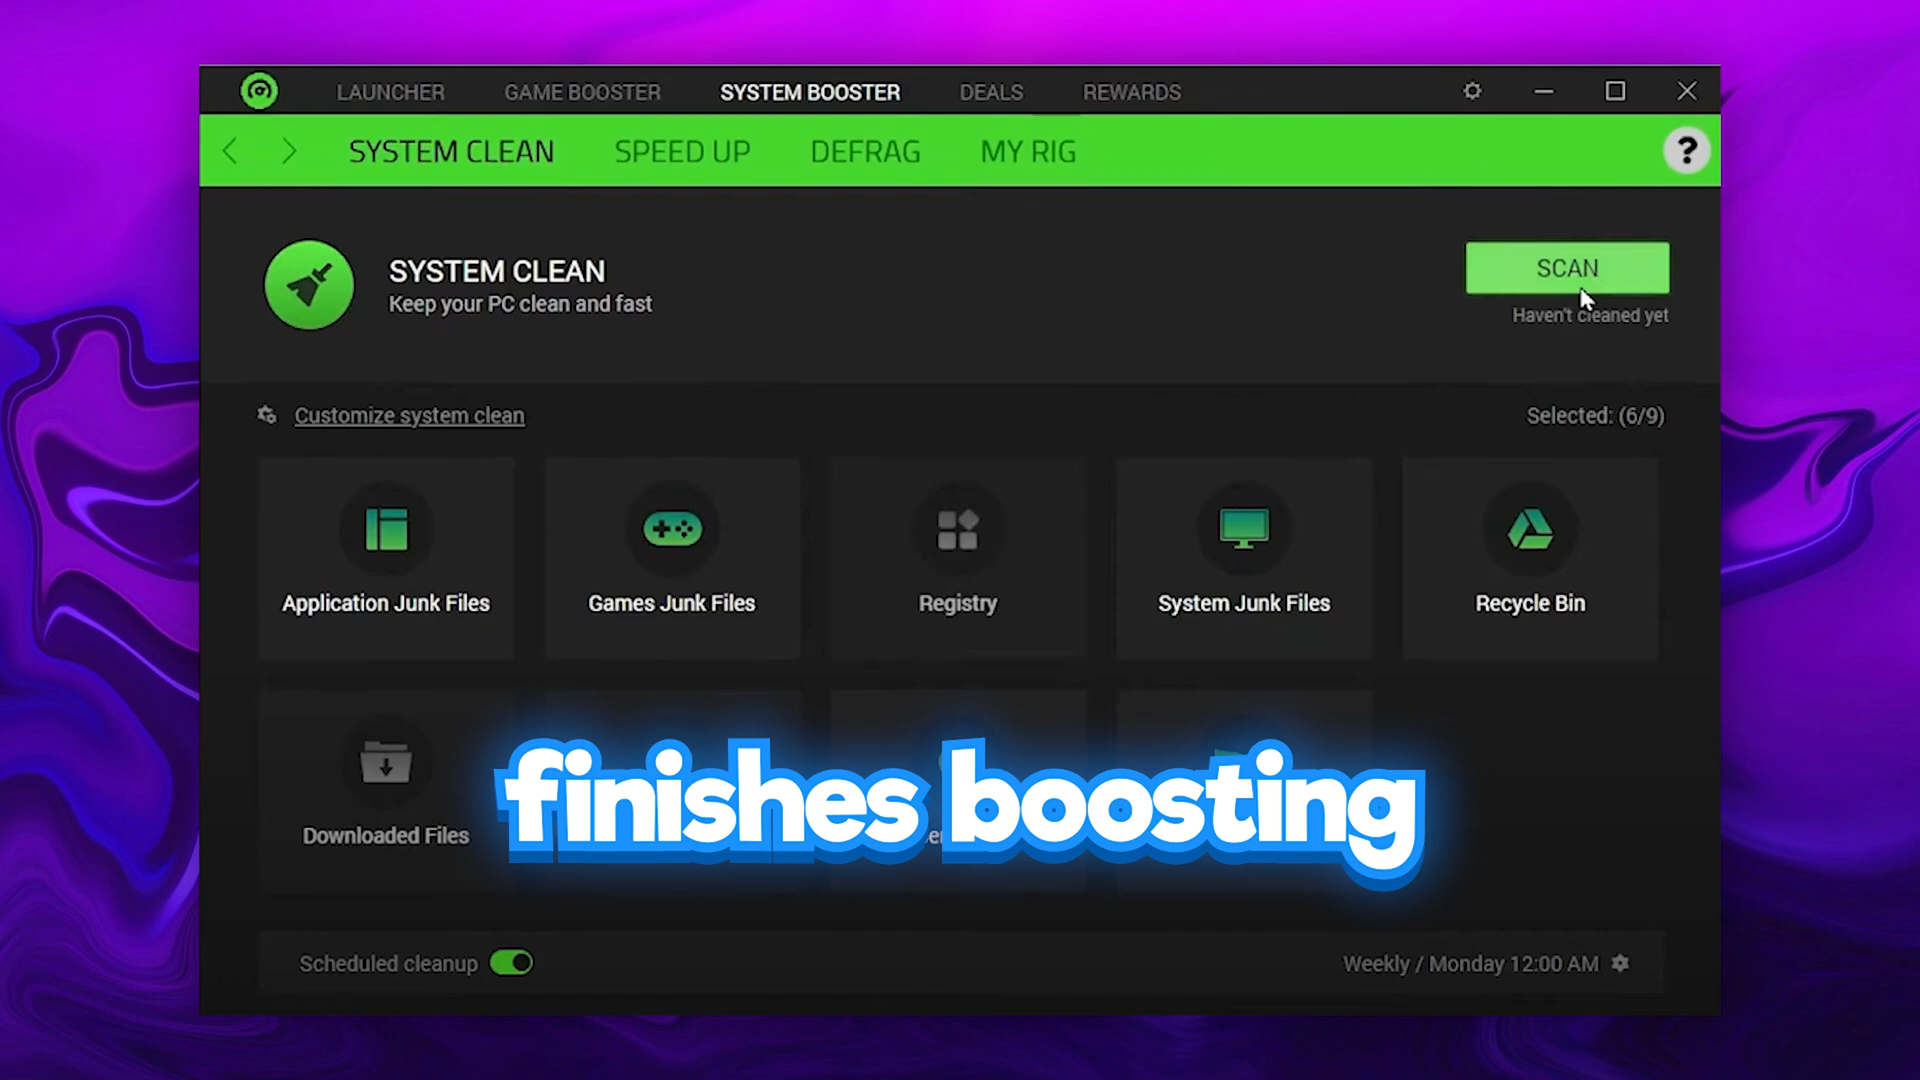 LAUNCHER GAME BOOSTER SYSTEM BOOSTER DEALS REWARDS
SYSTEM CLEAN SPEED UP DEFRAG MY RIG ?
SYSTEM CLEAN
Keep your PC clean and fast
SCAN
Haven't cleaned yet
Customize system clean
Selected: (6/9)
Application Junk Files
Games Junk Files
Registry
System Junk Files
Recycle Bin
Downloaded Files
finishes boosting
Scheduled cleanup
Weekly / Monday 12:00 AM